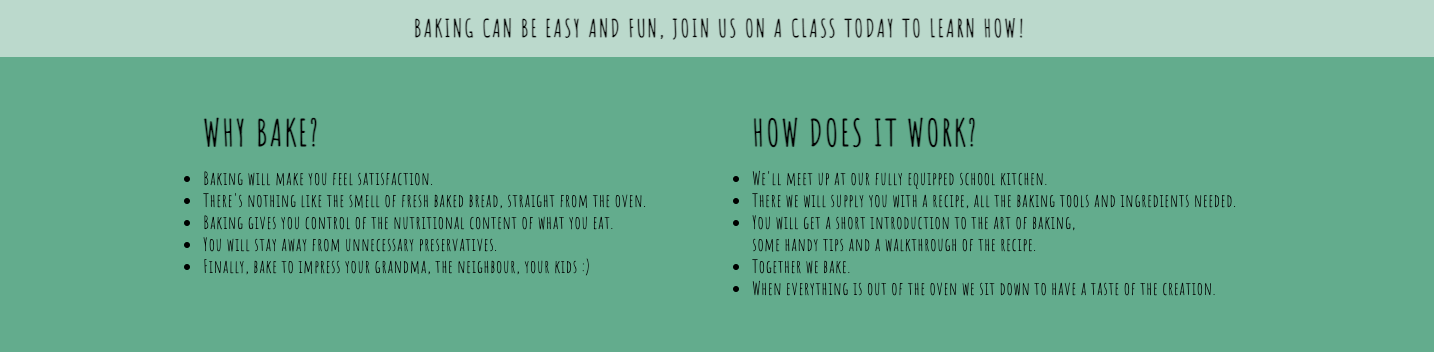 BAKING CAN BE EASY AND FUN, JOIN US ON A CLASS TODAY TO LEARN HOW!
WHY BAKE?
Baking will make you feel satisfaction.
There's nothing like the smell of fresh baked bread, straight from the oven.
Baking gives you control of the nutritional content of what you eat.
You will stay away from unnecessary preservatives.
Finally, bake to impress your grandma, the neighbour, your kids :)
HOW DOES IT WORK?
We'll meet up at our fully equipped school kitchen.
There we will supply you with a recipe, all the baking tools and ingredients needed.
You will get a short introduction to the art of baking,
some handy tips and a walkthrough of the recipe.
Together we bake.
When everything is out of the oven we sit down to have a taste of the creation.